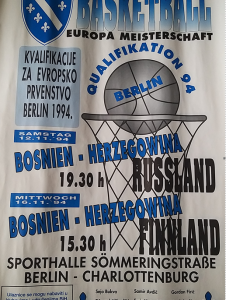 BASKETBALL
EUROPA MEISTERSCHAFT
QUALIFIKATION 94
BERLIN
KVALIFIKACIJE
ZA EVROPSKO
PRVENSTVO
BERLIN 1994.
SAMSTAG
12.11.'94
BOSNIEN - HERZEGOWINA
19.30 h RUSSLAND
MITTWOCH
16.11.'94
BOSNIEN - HERZEGOWINA
15.30 h FINNLAND
SPORTHALLE SÖMMERINGSTRAßE
BERLIN - CHARLOTTENBURG